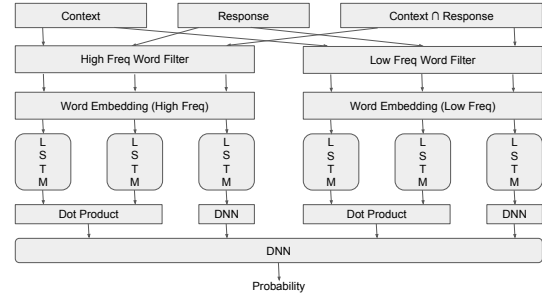 Context Response Context ∩ Response
High Freq Word Filter Low Freq Word Filter
Word Embedding (High Freq) Word Embedding (Low Freq)
L L L L L L
S S S S S S
T T T T T T
M M M M M M
Dot Product DNN Dot Product DNN
DNN
Probability